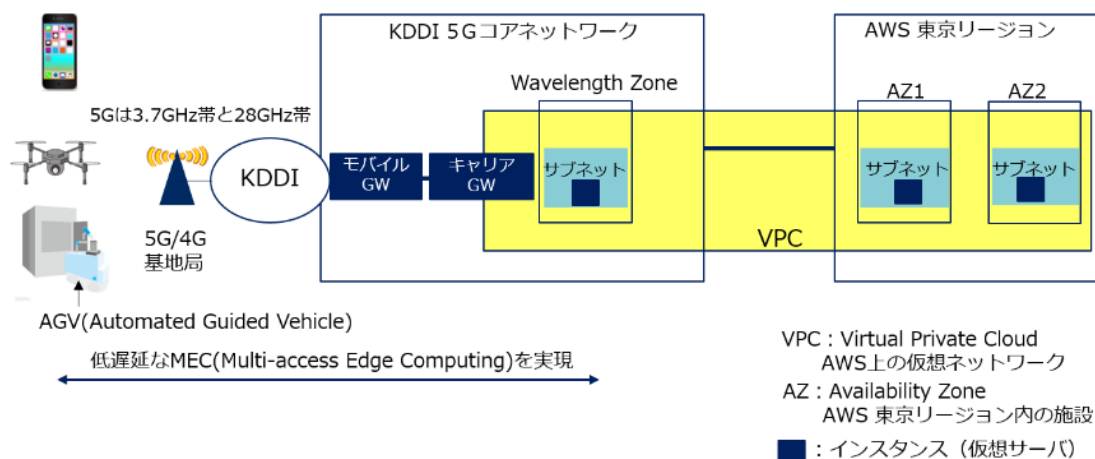 KDDI 5Gコアネットワーク
AWS 東京リージョン
Wavelength Zone
AZ1
AZ2
5Gは3.7GHz帯と28GHz帯
KDDI
モバイル
GW
キャリア
GW
サブネット
サブネット
サブネット
VPC
5G/4G
基地局
AGV(Automated Guided Vehicle)
低遅延なMEC(Multi-access Edge Computing)を実現
VPC：Virtual Private Cloud
AWS上の仮想ネットワーク
AZ：Availability Zone
AWS 東京リージョン内の施設
：インスタンス（仮想サーバ）